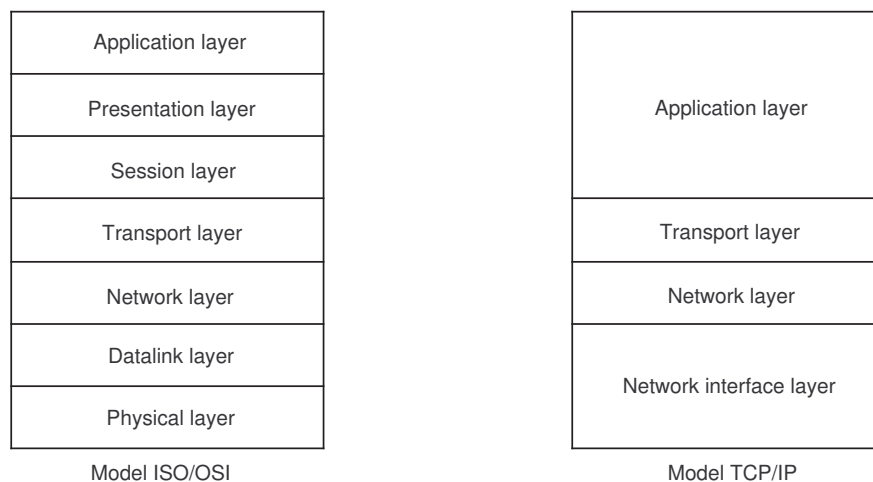 Application layer
Presentation layer
Session layer
Transport layer
Network layer
Datalink layer
Physical layer
Model ISO/OSI
Application layer
Transport layer
Network layer
Network interface layer
Model TCP/IP